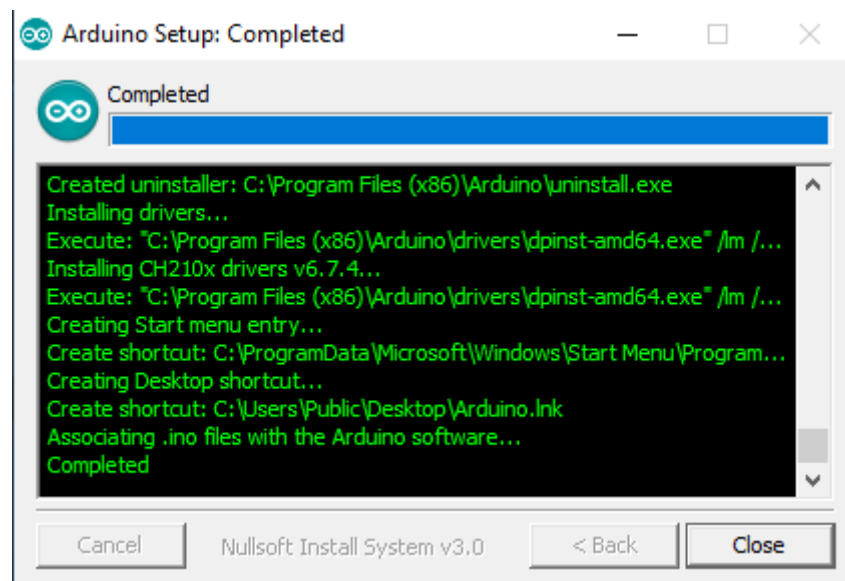 Arduino Setup: Completed
Completed
Created uninstaller: C:\Program Files (x86)\Arduino\uninstall.exe
Installing drivers...
Execute: "C:\Program Files (x86)\Arduino\drivers\dpinst-amd64.exe" /lm /...
Installing CH210x drivers v6.7.4...
Execute: "C:\Program Files (x86)\Arduino\drivers\dpinst-amd64.exe" /lm /...
Creating Start menu entry...
Create shortcut: C:\ProgramData\Microsoft\Windows\Start Menu\Program...
Creating Desktop shortcut...
Create shortcut: C:\Users\Public\Desktop\Arduino.lnk
Associating .ino files with the Arduino software...
Completed
Cancel Nullsoft Install System v3.0 < Back Close